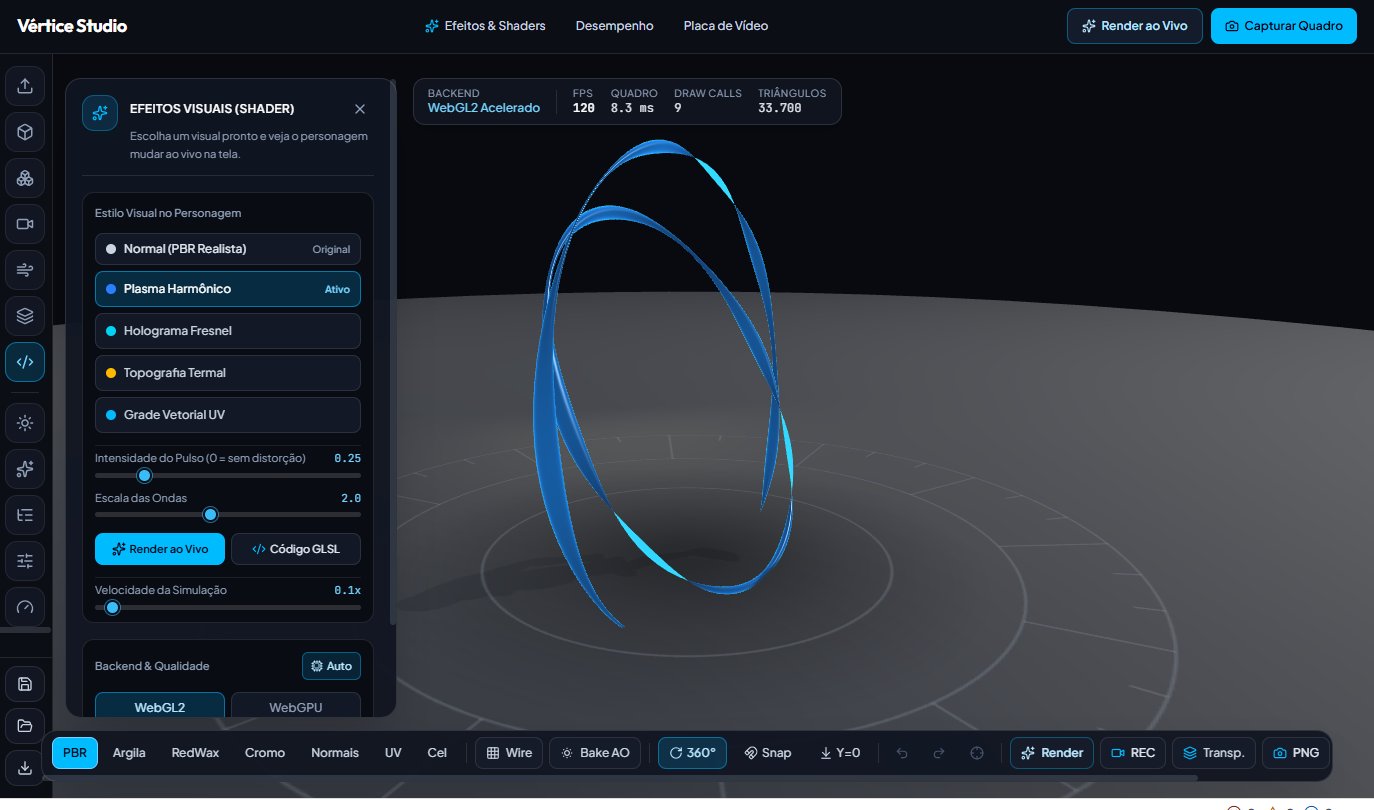 Vértice Studio
Efeitos & Shaders
Desempenho
Placa de Vídeo
Render ao Vivo
Capturar Quadro
EFEITOS VISUAIS (SHADER)
Escolha um visual pronto e veja o personagem
mudar ao vivo na tela.
BACKEND
WebGL2 Acelerado
FPS
120
QUADRO
8.3 ms
DRAW CALLS
9
TRIÂNGULOS
33.700
Estilo Visual no Personagem
Normal (PBR Realista)
Original
Plasma Harmônico
Ativo
Holograma Fresnel
Topografia Termal
Grade Vetorial UV
Intensidade do Pulso (0 = sem distorção)
0.25
Escala das Ondas
2.0
Render ao Vivo
</> Código GLSL
Velocidade da Simulação
0.1x
Backend & Qualidade
Auto
WebGL2
WebGPU
PBR
Argila
RedWax
Cromo
Normais
UV
Cel
Wire
Bake AO
360°
Snap
Y=0
Render
REC
Transp.
PNG